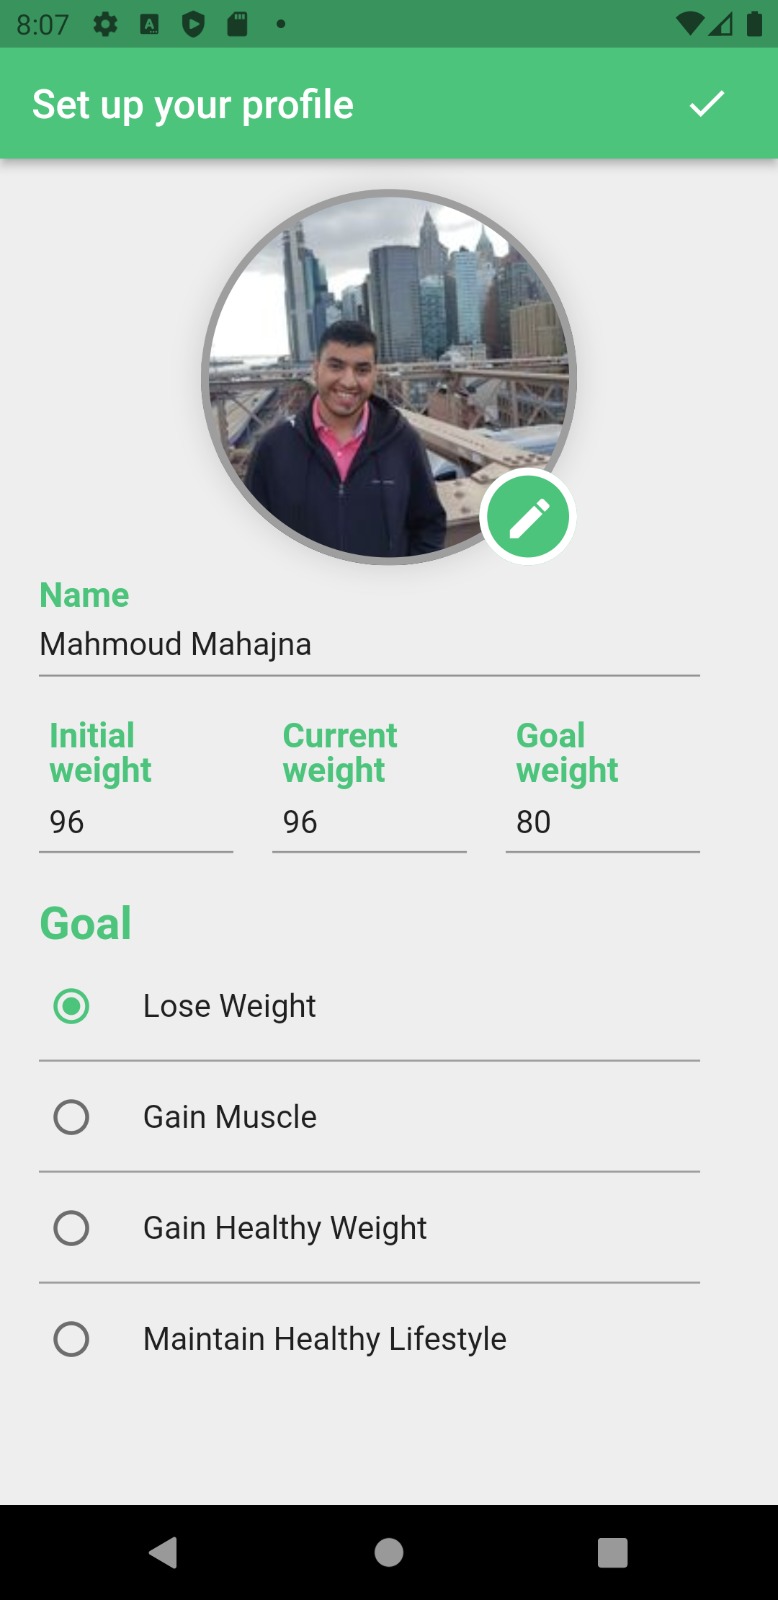 8:07
Set up your profile
Name
Mahmoud Mahajna
Initial weight
Current weight
Goal weight
96
96
80
Goal
Lose Weight
Gain Muscle
Gain Healthy Weight
Maintain Healthy Lifestyle